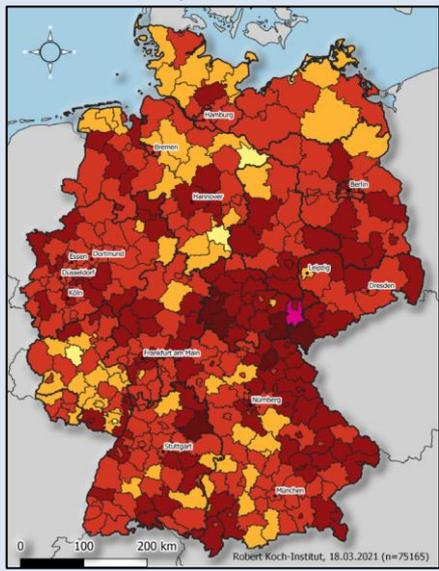 Hamburg
Bremen
Berlin
Hannover
Essen
Dortmund
Düsseldorf
Leipzig
Köln
Dresden
Frankfurt am Main
Nürnberg
Stuttgart
München
0 100 200 km
Robert Koch-Institut, 18.03.2021 (n=75165)